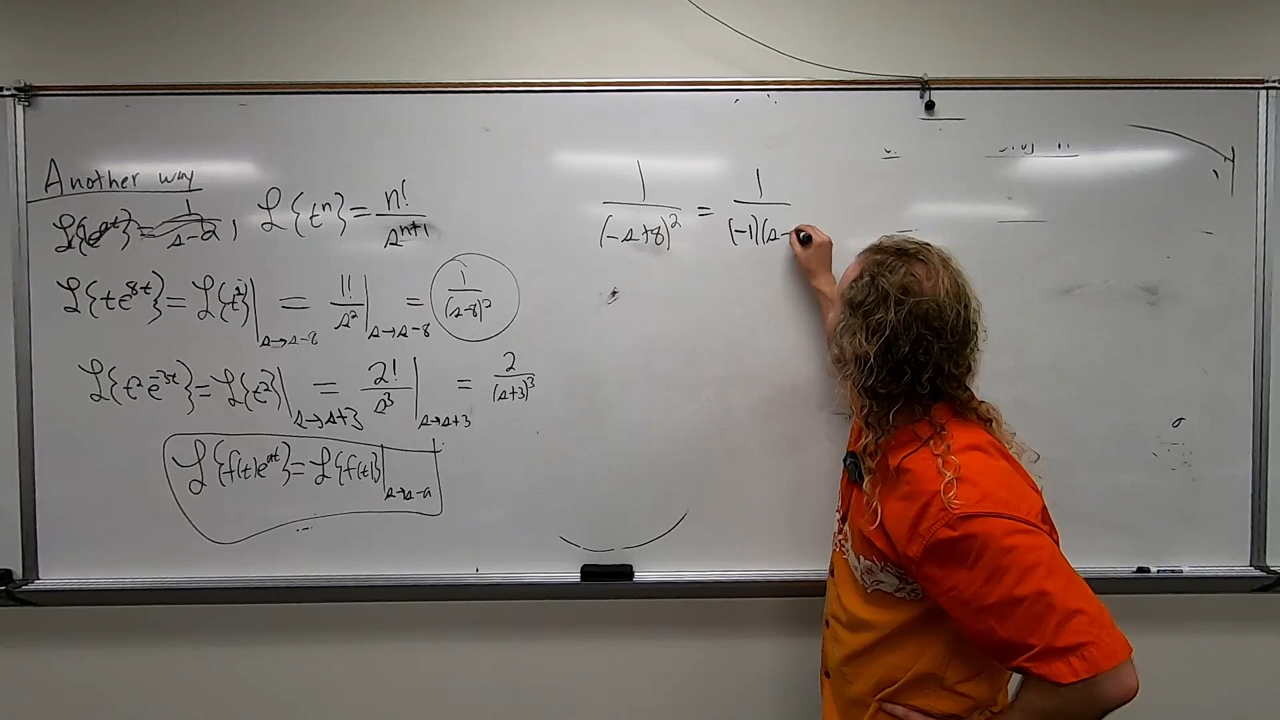 Another way
ℒ{e^{at}} = 1/(s-a), ℒ{t^n} = n!/s^{n+1}
ℒ{te^{8t}} = ℒ{t}|_{s→s-8} = 1!/s^2|_{s→s-8} = 1/(s-8)^2
ℒ{t^2e^{-3t}} = ℒ{t^2}|_{s→s+3} = 2!/s^3|_{s→s+3} = 2/(s+3)^3
ℒ{f(t)e^{at}} = ℒ{f(t)}|_{s→s-a}
1/(-s+8)^2 = 1/(-1)(s-